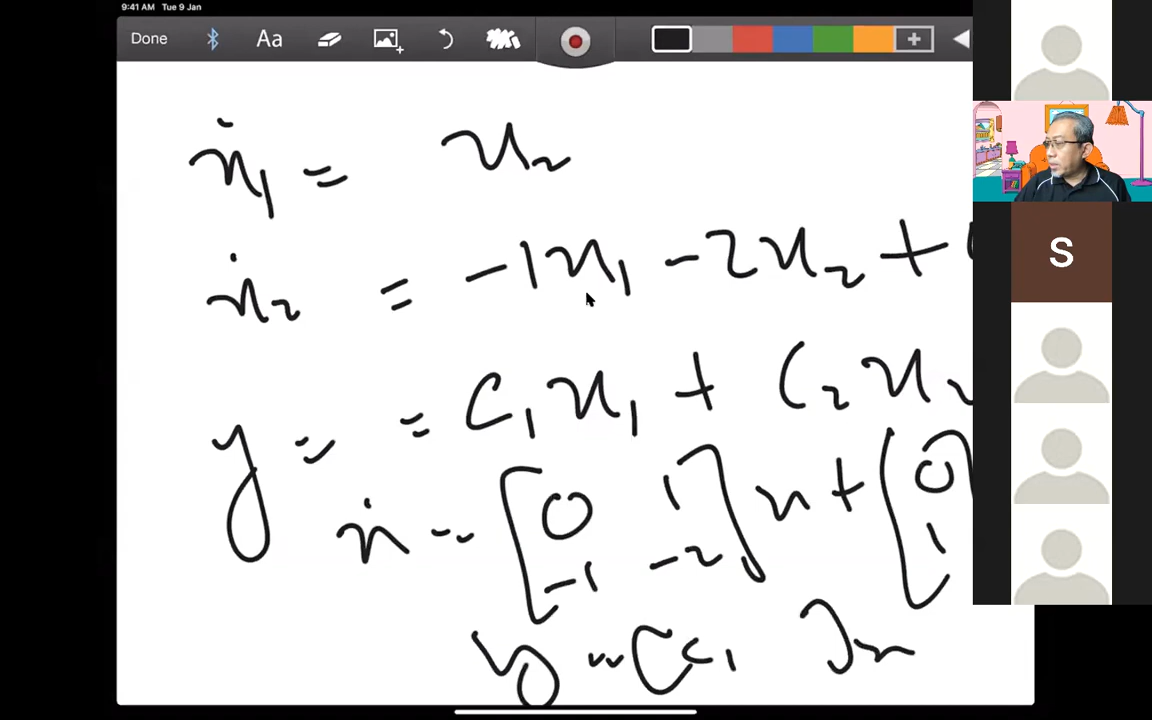 9:41 AM Tue 9 Jan
Done Aa
ẋ₁ = x₂
ẋ₂ = -1x₁ - 2x₂ +
y = = C₁x₁ + C₂x₂
ẋ = [0 1; -1 -2] x + [0; 1
y = [C₁ ]x
S